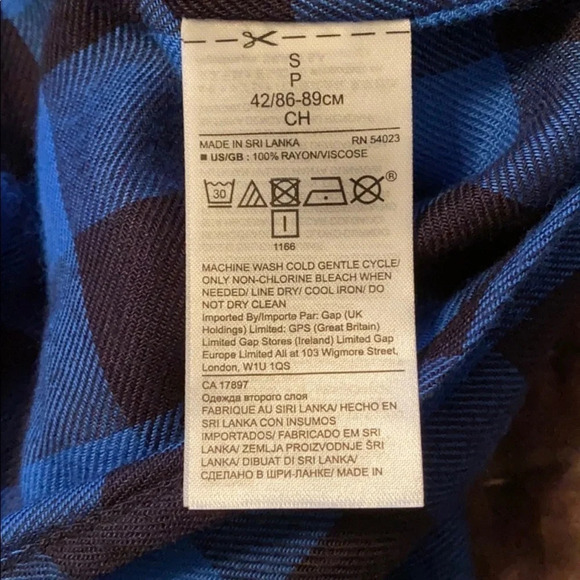 S
P
42/86-89CM
CH
MADE IN SRI LANKA RN 54023
■ US/GB : 100% RAYON/VISCOSE
30
®
I
1166
MACHINE WASH COLD GENTLE CYCLE/
ONLY NON-CHLORINE BLEACH WHEN
NEEDED/ LINE DRY/ COOL IRON/ DO
NOT DRY CLEAN
Imported By/Importe Par: Gap (UK
Holdings) Limited: GPS (Great Britain)
Limited Gap Stores (Ireland) Limited Gap
Europe Limited All at 103 Wigmore Street,
London, W1U 1QS
CA 17897
Одежда второго слоя
FABRIQUE AU SIRI LANKA/ HECHO EN
SRI LANKA CON INSUMOS
IMPORTADOS/ FABRICADO EM SRI
LANKA/ ZEMLJA PROIZVODNJE ŠRI
LANKA/ DIBUAT DI SRI LANKA/
СДЕЛАНО В ШРИ-ЛАНКЕ/ MADE IN